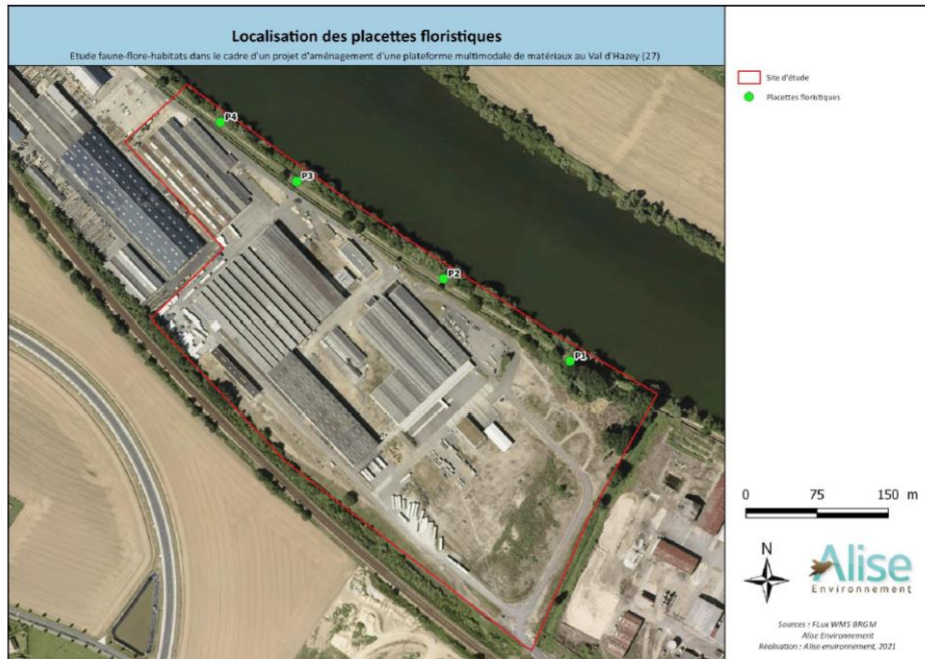 Localisation des placettes floristiques
Etude faune-flore-habitats dans le cadre d'un projet d'aménagement d'une plateforme multimodale de matériaux au Val d'Hazey (27)
Site d'étude
Placettes floristiques
P4
P3
P2
P1
0 75 150 m
N
Alise
Environnement
Sources : FLux WMS BRGM
Alise Environnement
Réalisation : Alise environnement, 2021